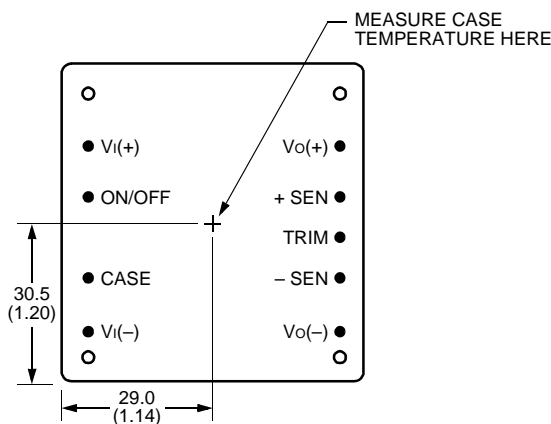 MEASURE CASE
TEMPERATURE HERE
VI(+)
VO(+)
ON/OFF
+ SEN
TRIM
CASE
– SEN
30.5
(1.20)
VI(–)
VO(–)
29.0
(1.14)